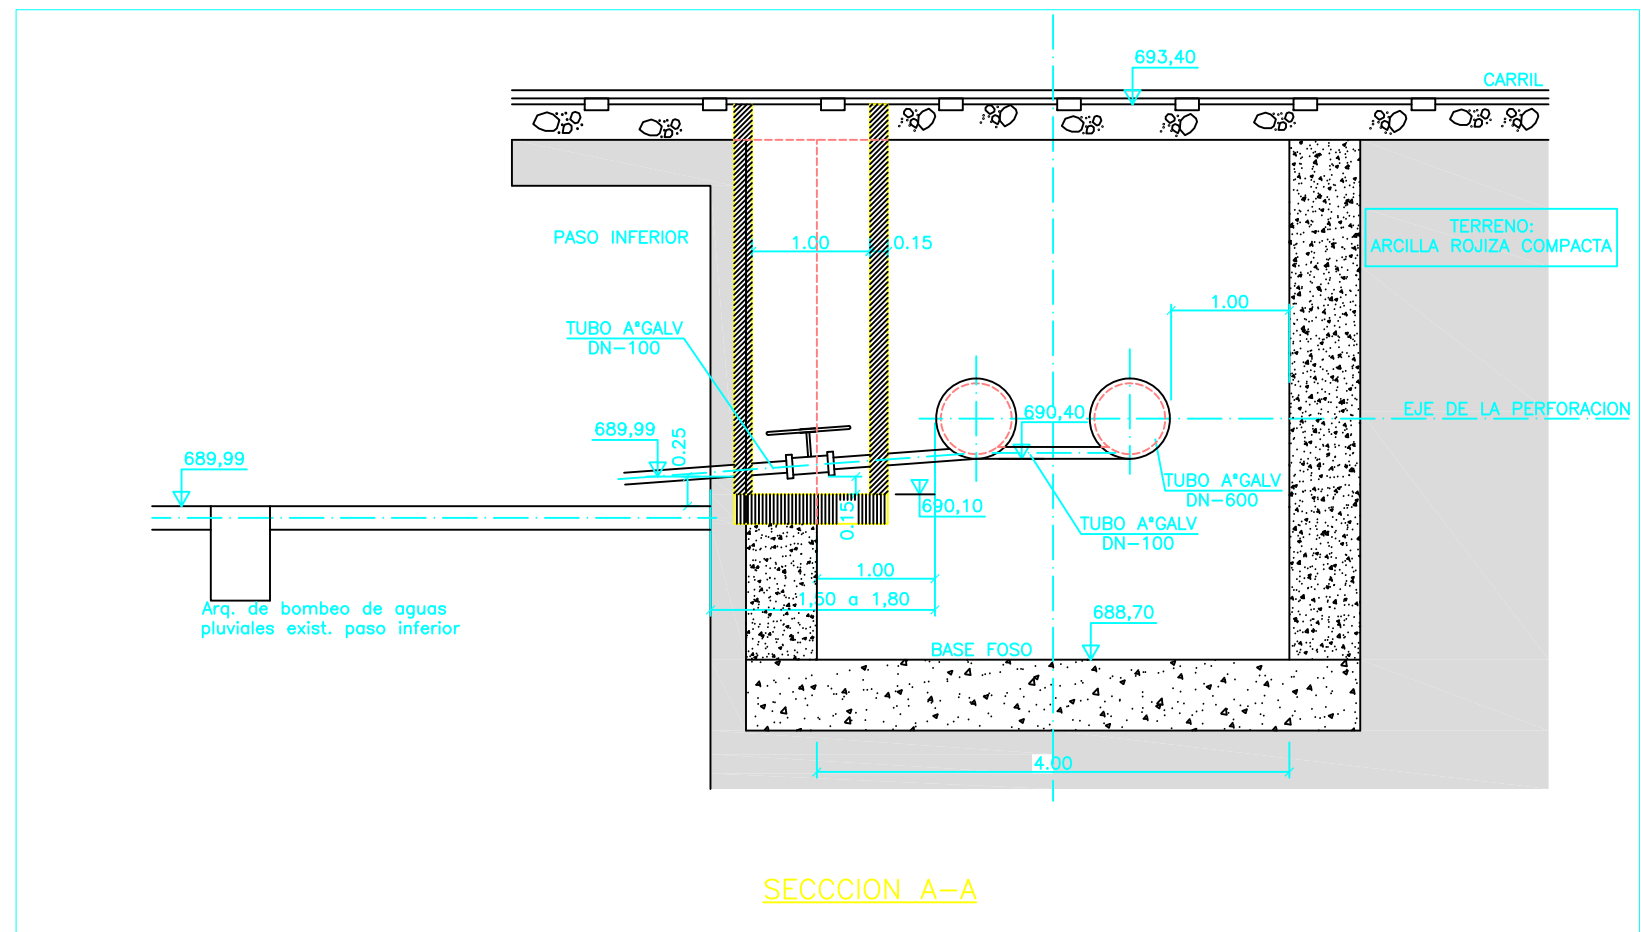 693,40
CARRIL
PASO INFERIOR
1.00
0.15
TERRENO:
ARCILLA ROJIZA COMPACTA
1.00
TUBO AªGALV
DN-100
690,40
EJE DE LA PERFORACION
689,99
0.25
689,99
TUBO AªGALV
DN-600
690,10
0.15
TUBO AªGALV
DN-100
1.00
1,50 a 1,80
Arq. de bombeo de aguas
pluviales exist. paso inferior
688,70
BASE FOSO
4.00
SECCCION A-A